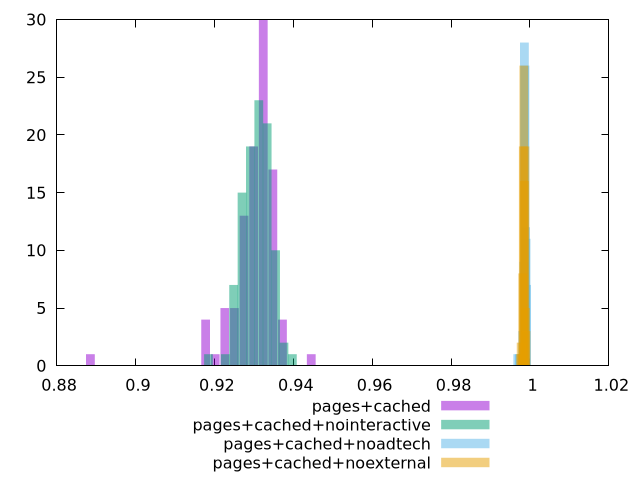 30
25
20
15
10
5
0
0.88 0.9 0.92 0.94 0.96 0.98 1 1.02
pages+cached
pages+cached+nointeractive
pages+cached+noadtech
pages+cached+noexternal